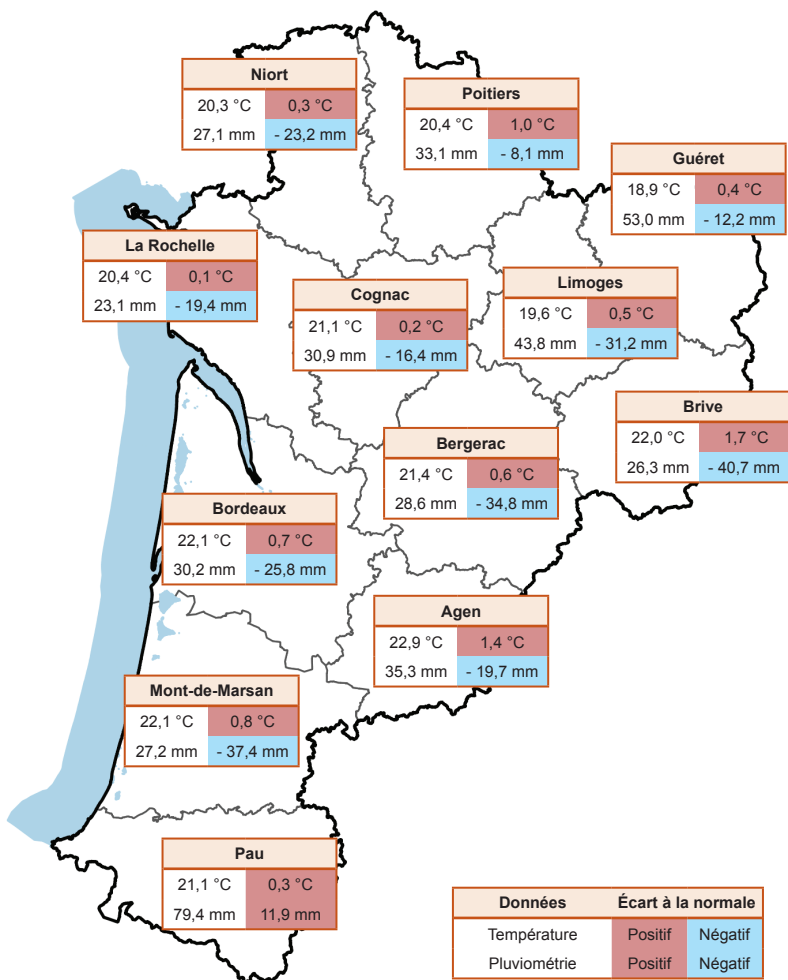 Niort
20,3 °C 0,3 °C
27,1 mm - 23,2 mm
Poitiers
20,4 °C 1,0 °C
33,1 mm - 8,1 mm
Guéret
18,9 °C 0,4 °C
53,0 mm - 12,2 mm
La Rochelle
20,4 °C 0,1 °C
23,1 mm - 19,4 mm
Cognac
21,1 °C 0,2 °C
30,9 mm - 16,4 mm
Limoges
19,6 °C 0,5 °C
43,8 mm - 31,2 mm
Brive
22,0 °C 1,7 °C
26,3 mm - 40,7 mm
Bergerac
21,4 °C 0,6 °C
28,6 mm - 34,8 mm
Bordeaux
22,1 °C 0,7 °C
30,2 mm - 25,8 mm
Agen
22,9 °C 1,4 °C
35,3 mm - 19,7 mm
Mont-de-Marsan
22,1 °C 0,8 °C
27,2 mm - 37,4 mm
Pau
21,1 °C 0,3 °C
79,4 mm 11,9 mm
Données Écart à la normale
Température Positif Négatif
Pluviométrie Positif Négatif